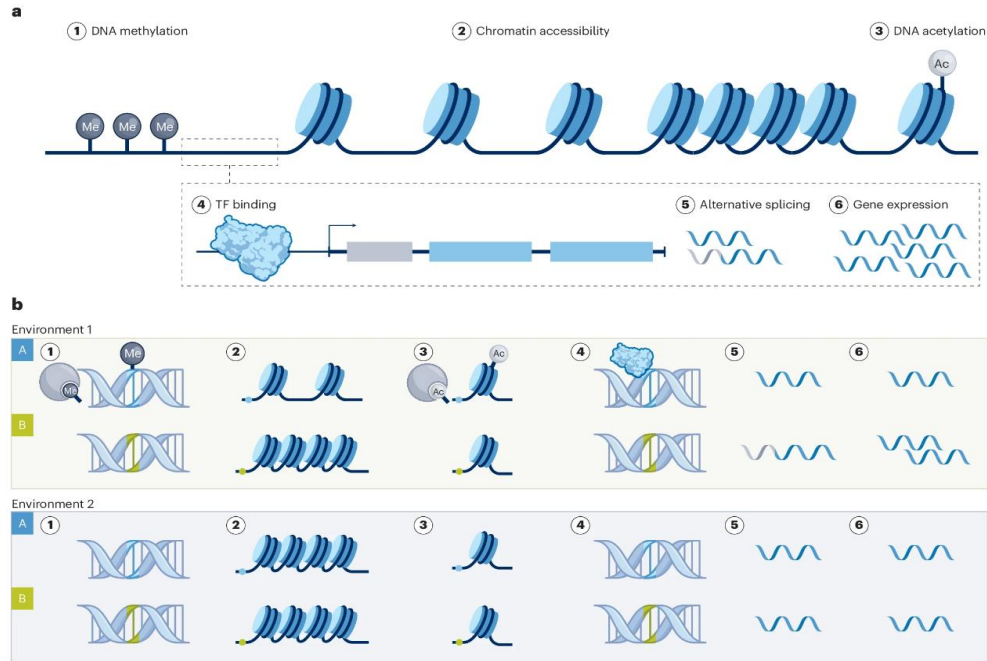 a
1 DNA methylation 2 Chromatin accessibility 3 DNA acetylation
Ac
Me Me Me
4 TF binding 5 Alternative splicing 6 Gene expression
b
Environment 1
A 1 Me 2 3 Ac 4 5 6
Me Ac
B
Environment 2
A 1 2 3 4 5 6
B